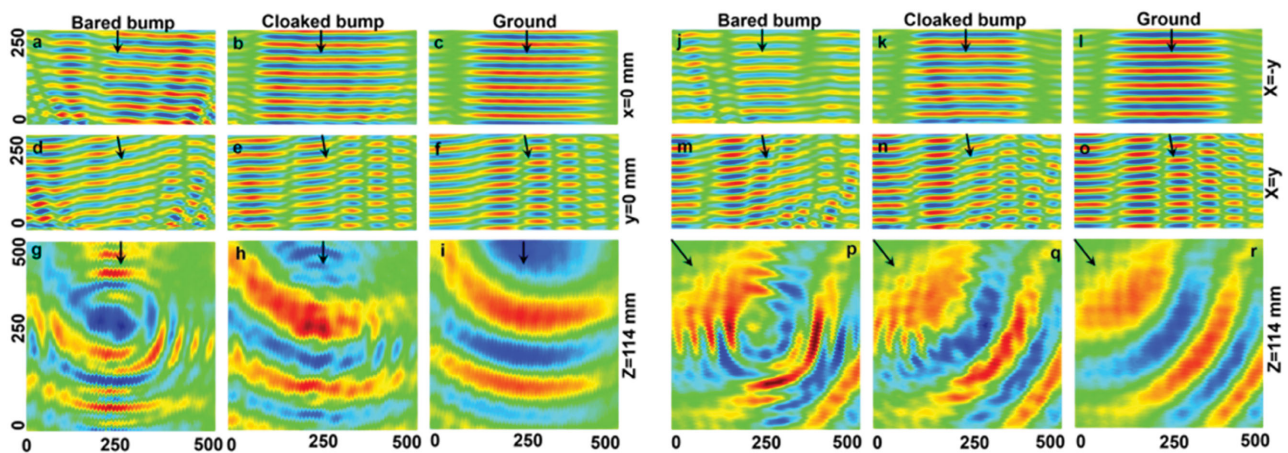 Bared bump Cloaked bump Ground Bared bump Cloaked bump Ground
250 a b c j k l
0 x=0 mm X=-y
250 d e f m n o
0 y=0 mm X=y
500 g h i p q r
250 Z=114 mm Z=114 mm
0
0 250 500 0 250 500 0 250 500 0 250 500 0 250 500 0 250 500